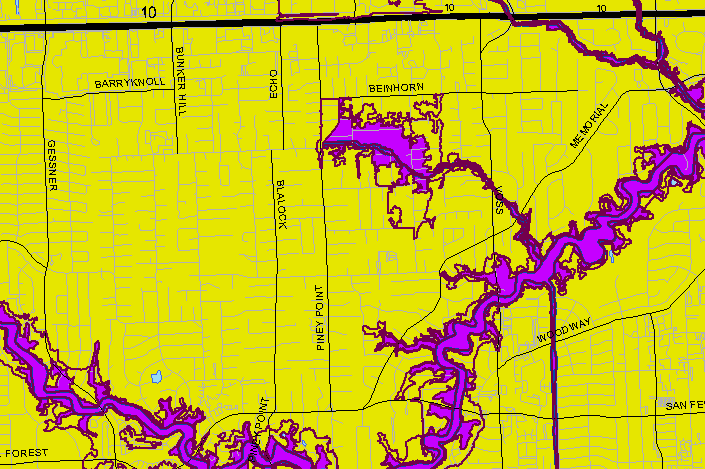 10
10
10
BARRYKNOLL
BUNKER HILL
ECHO
BEINHORN
MEMORIAL
GESSNER
BLALOCK
VOSS
PINEY POINT
WOODWAY
SAN FE
PINEY POINT
FOREST